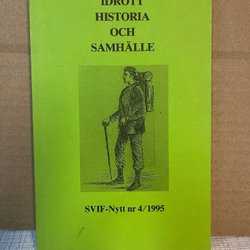 IDROTT
HISTORIA
OCH
SAMHÄLLE
SVIF-Nytt nr 4/1995